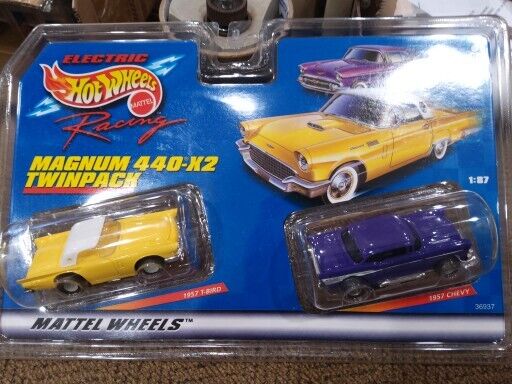 ELECTRIC
Hot Wheels
MATTEL
Racing
MAGNUM 440-X2
TWINPACK
1:87
1957 T-BIRD
1957 CHEVY
36937
MATTEL WHEELS™